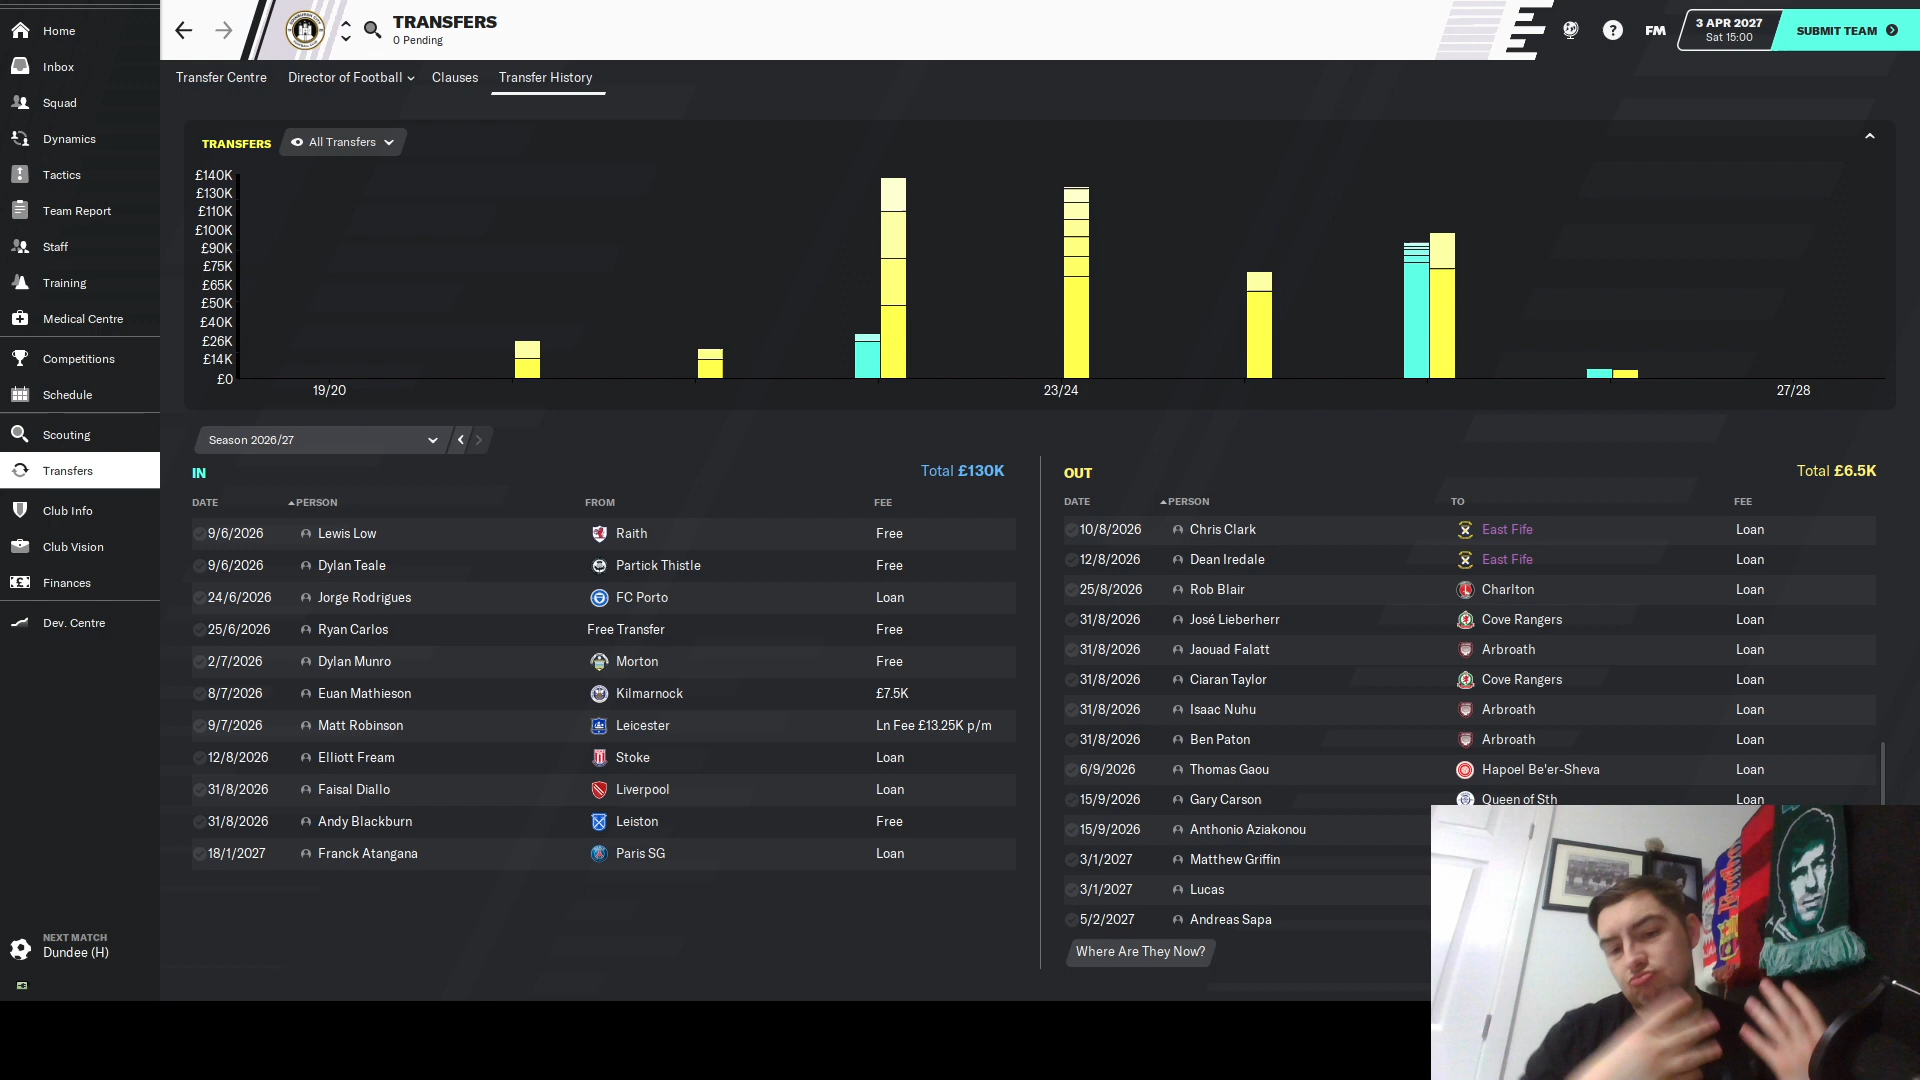 Home
Inbox
Squad
Dynamics
Tactics
Team Report
Staff
Training
Medical Centre
Competitions
Schedule
Scouting
Transfers
Club Info
Club Vision
Finances
Dev. Centre
NEXT MATCH
Dundee (H)
TRANSFERS
0 Pending
FM
3 APR 2027
Sat 15:00
SUBMIT TEAM
Transfer Centre Director of Football Clauses Transfer History
TRANSFERS All Transfers
£140K
£130K
£110K
£100K
£90K
£75K
£65K
£50K
£40K
£26K
£14K
£0
19/20 23/24 27/28
Season 2026/27
IN Total £130K
DATE PERSON FROM FEE
9/6/2026 Lewis Low Raith Free
9/6/2026 Dylan Teale Partick Thistle Free
24/6/2026 Jorge Rodrigues FC Porto Loan
25/6/2026 Ryan Carlos Free Transfer Free
2/7/2026 Dylan Munro Morton Free
8/7/2026 Euan Mathieson Kilmarnock £7.5K
9/7/2026 Matt Robinson Leicester Ln Fee £13.25K p/m
12/8/2026 Elliott Fream Stoke Loan
31/8/2026 Faisal Diallo Liverpool Loan
31/8/2026 Andy Blackburn Leiston Free
18/1/2027 Franck Atangana Paris SG Loan
OUT Total £6.5K
DATE PERSON TO FEE
10/8/2026 Chris Clark East Fife Loan
12/8/2026 Dean Iredale East Fife Loan
25/8/2026 Rob Blair Charlton Loan
31/8/2026 José Lieberherr Cove Rangers Loan
31/8/2026 Jaouad Falatt Arbroath Loan
31/8/2026 Ciaran Taylor Cove Rangers Loan
31/8/2026 Isaac Nuhu Arbroath Loan
31/8/2026 Ben Paton Arbroath Loan
6/9/2026 Thomas Gaou Hapoel Be'er-Sheva Loan
15/9/2026 Gary Carson Queen of Sth Loan
15/9/2026 Anthonio Aziakonou
3/1/2027 Matthew Griffin
3/1/2027 Lucas
5/2/2027 Andreas Sapa
Where Are They Now?